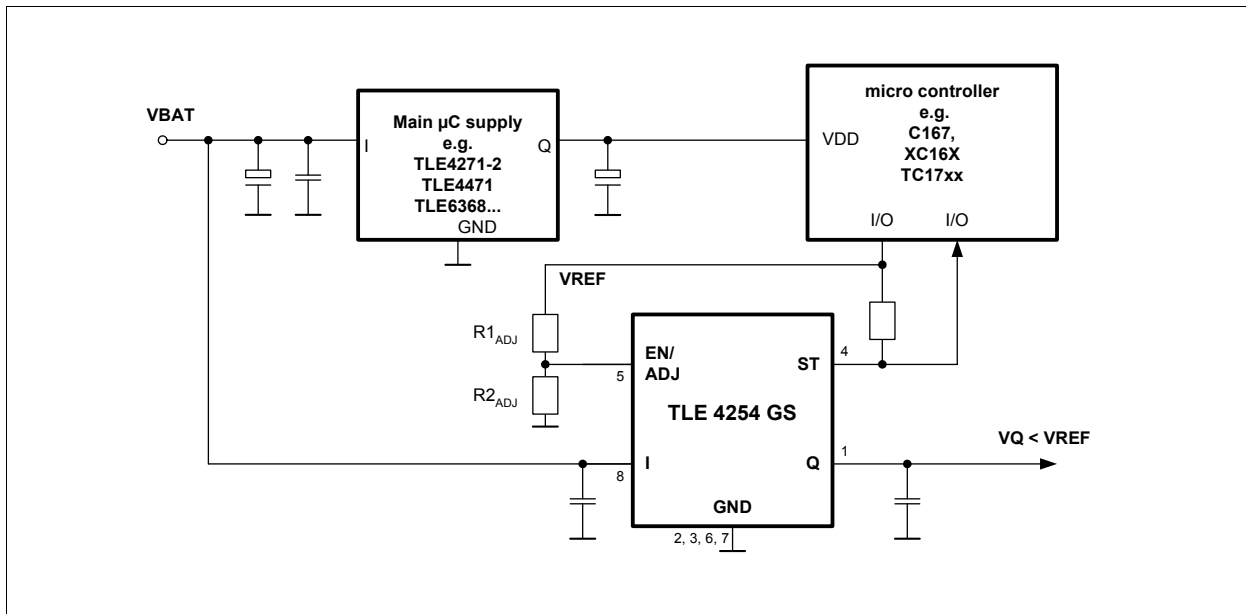 VBAT
I
Main µC supply
e.g.
TLE4271-2
TLE4471
TLE6368...
GND
Q
micro controller
e.g.
C167,
XC16X
TC17xx
VDD
I/O
I/O
VREF
R1ADJ
R2ADJ
5
EN/
ADJ
ST
4
TLE 4254 GS
I
8
Q
1
GND
2, 3, 6, 7
VQ < VREF